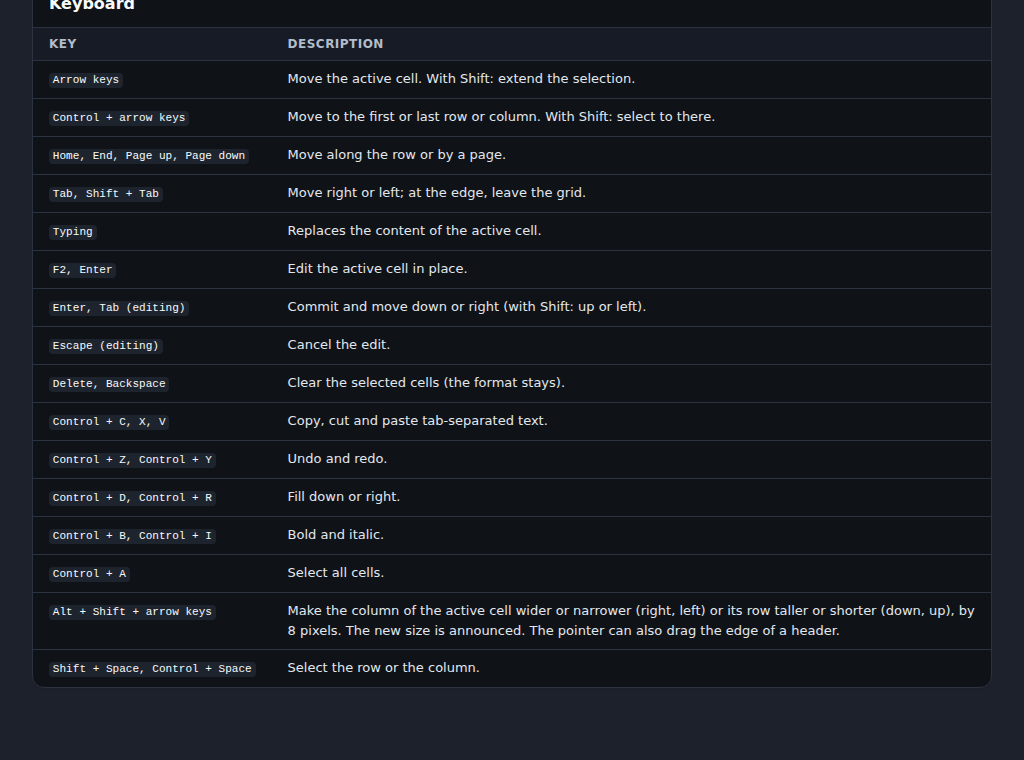 Keyboard
KEY DESCRIPTION
Arrow keys Move the active cell. With Shift: extend the selection.
Control + arrow keys Move to the first or last row or column. With Shift: select to there.
Home, End, Page up, Page down Move along the row or by a page.
Tab, Shift + Tab Move right or left; at the edge, leave the grid.
Typing Replaces the content of the active cell.
F2, Enter Edit the active cell in place.
Enter, Tab (editing) Commit and move down or right (with Shift: up or left).
Escape (editing) Cancel the edit.
Delete, Backspace Clear the selected cells (the format stays).
Control + C, X, V Copy, cut and paste tab-separated text.
Control + Z, Control + Y Undo and redo.
Control + D, Control + R Fill down or right.
Control + B, Control + I Bold and italic.
Control + A Select all cells.
Alt + Shift + arrow keys Make the column of the active cell wider or narrower (right, left) or its row taller or shorter (down, up), by
8 pixels. The new size is announced. The pointer can also drag the edge of a header.
Shift + Space, Control + Space Select the row or the column.